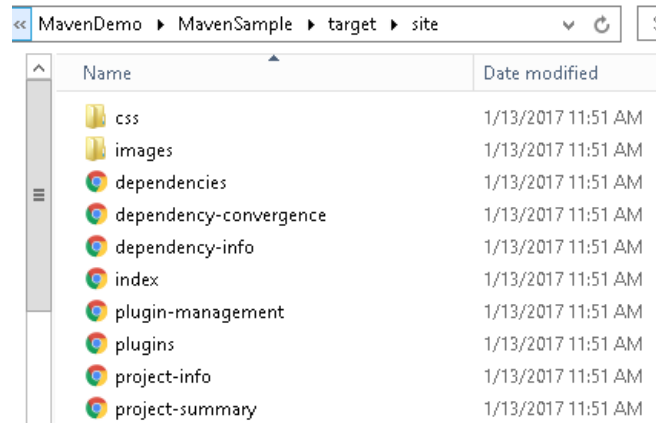 « MavenDemo MavenSample target site
Name Date modified
css 1/13/2017 11:51 AM
images 1/13/2017 11:51 AM
dependencies 1/13/2017 11:51 AM
dependency-convergence 1/13/2017 11:51 AM
dependency-info 1/13/2017 11:51 AM
index 1/13/2017 11:51 AM
plugin-management 1/13/2017 11:51 AM
plugins 1/13/2017 11:51 AM
project-info 1/13/2017 11:51 AM
project-summary 1/13/2017 11:51 AM